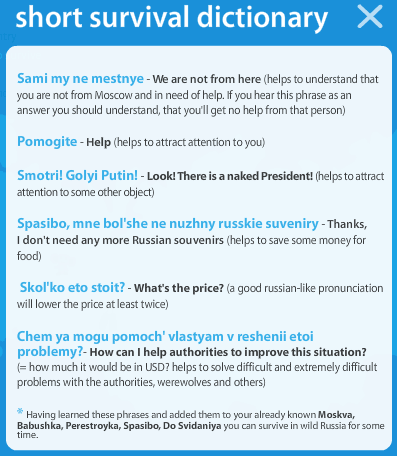 short survival dictionary
Sami my ne mestnye - We are not from here (helps to understand that
you are not from Moscow and in need of help. If you hear this phrase as an
answer you should understand, that you'll get no help from that person)
Pomogite - Help (helps to attract attention to you)
Smotri! Golyi Putin! - Look! There is a naked President! (helps to attract
attention to some other object)
Spasibo, mne bol'she ne nuzhny russkie suveniry - Thanks,
I don't need any more Russian souvenirs (helps to save some money for
food)
Skol'ko eto stoit? - What's the price? (a good russian-like pronunciation
will lower the price at least twice)
Chem ya mogu pomoch' vlastyam v reshenii etoi
problemy?- How can I help authorities to improve this situation?
(= how much it would be in USD? helps to solve difficult and extremely difficult
problems with the authorities, werewolves and others)
* Having learned these phrases and added them to your already known Moskva,
Babushka, Perestroyka, Spasibo, Do Svidaniya you can survive in wild Russia for some
time.